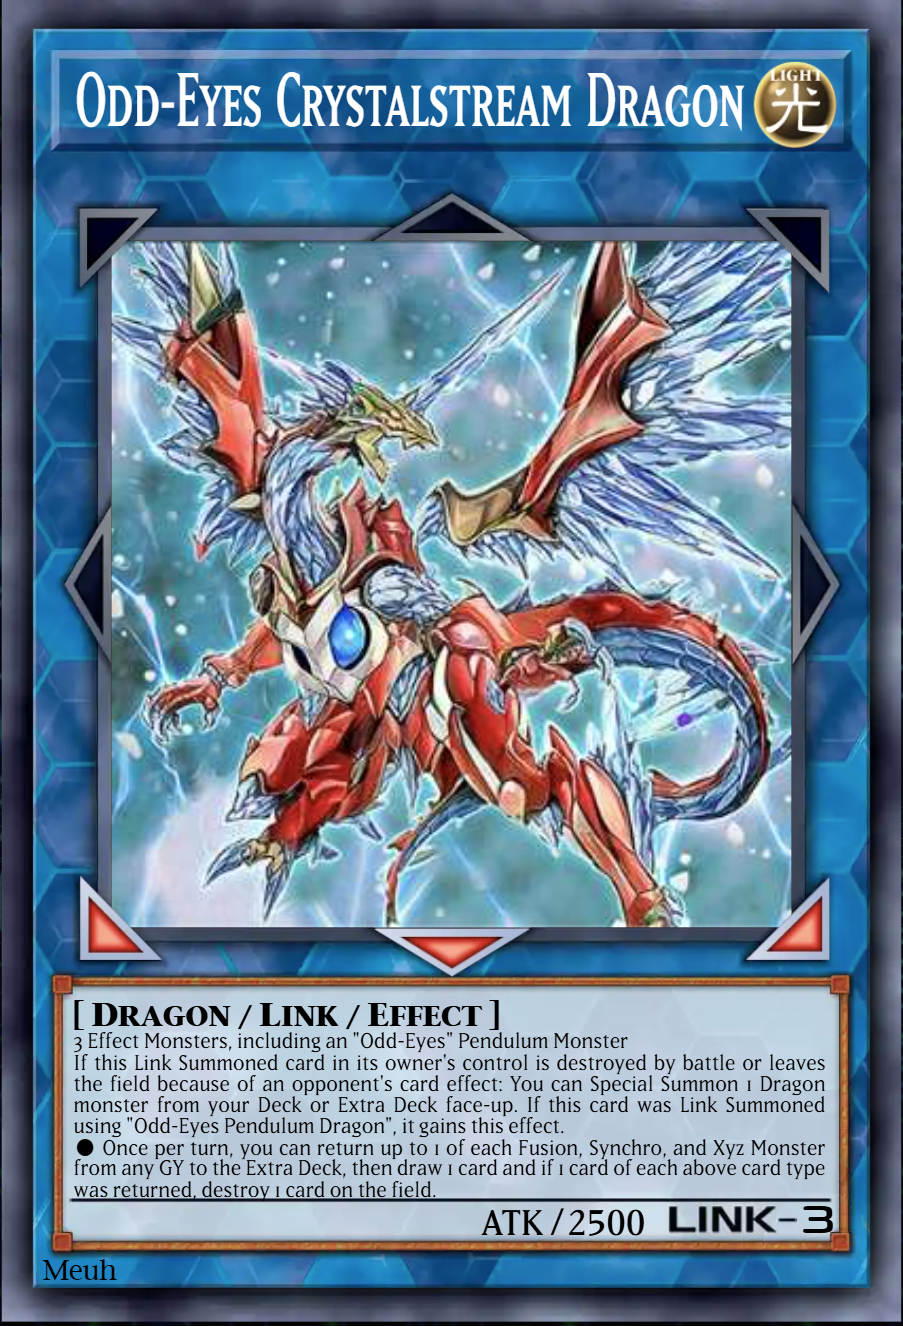 Odd-Eyes Crystalstream Dragon
LIGHT
光
[ Dragon / Link / Effect ]
3 Effect Monsters, including an "Odd-Eyes" Pendulum Monster
If this Link Summoned card in its owner's control is destroyed by battle or leaves
the field because of an opponent's card effect: You can Special Summon 1 Dragon
monster from your Deck or Extra Deck face-up. If this card was Link Summoned
using "Odd-Eyes Pendulum Dragon", it gains this effect.
● Once per turn, you can return up to 1 of each Fusion, Synchro, and Xyz Monster
from any GY to the Extra Deck, then draw 1 card and if 1 card of each above card type
was returned, destroy 1 card on the field.
ATK / 2500 LINK-3
Meuh